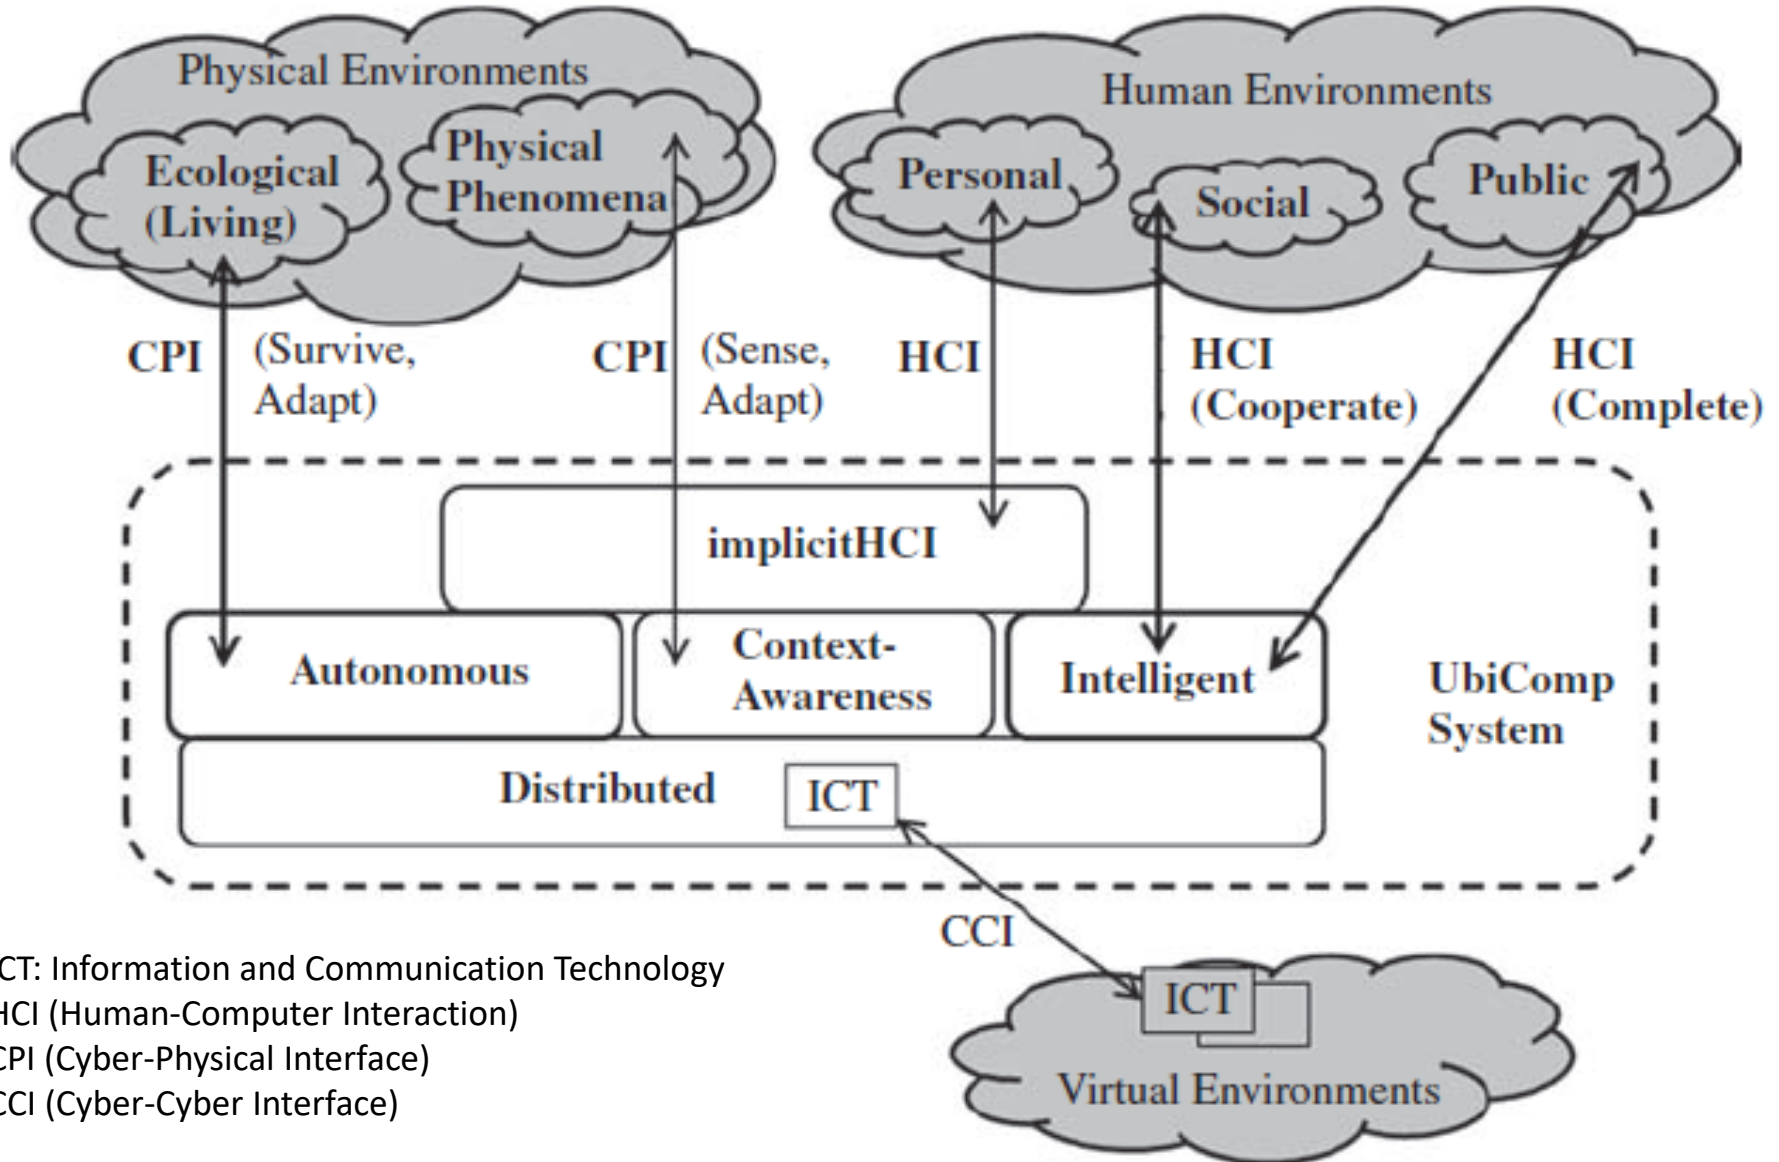 Physical Environments
Ecological
(Living)
Physical
Phenomena
Human Environments
Personal
Social
Public
CPI
(Survive,
Adapt)
CPI
(Sense,
Adapt)
HCI
HCI
(Cooperate)
HCI
(Complete)
implicitHCI
Autonomous
Context-
Awareness
Intelligent
UbiComp
System
Distributed
ICT
CCI
ICT
Virtual Environments
CT: Information and Communication Technology
HCI (Human-Computer Interaction)
CPI (Cyber-Physical Interface)
CCI (Cyber-Cyber Interface)